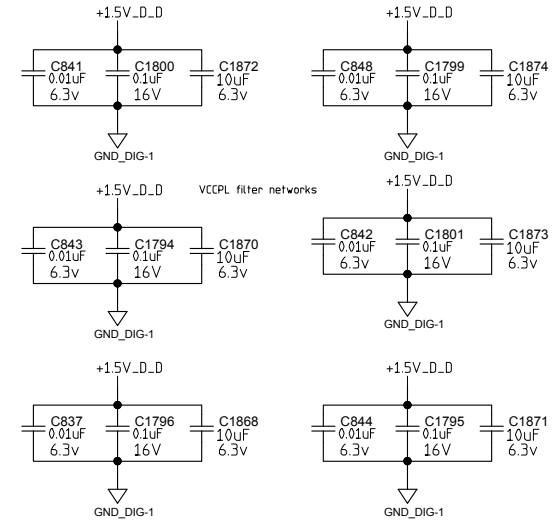 +1.5V_D_D
C841
0.01uF
6.3v
C1800
0.1uF
16V
C1872
10uF
6.3v
GND_DIG-1
+1.5V_D_D
C848
0.01uF
6.3v
C1799
0.1uF
16V
C1874
10uF
6.3v
GND_DIG-1
VCCPL filter networks
+1.5V_D_D
C843
0.01uF
6.3v
C1794
0.1uF
16V
C1870
10uF
6.3v
GND_DIG-1
+1.5V_D_D
C842
0.01uF
6.3v
C1801
0.1uF
16V
C1873
10uF
6.3v
GND_DIG-1
+1.5V_D_D
C837
0.01uF
6.3v
C1796
0.1uF
16V
C1868
10uF
6.3v
GND_DIG-1
+1.5V_D_D
C844
0.01uF
6.3v
C1795
0.1uF
16V
C1871
10uF
6.3v
GND_DIG-1